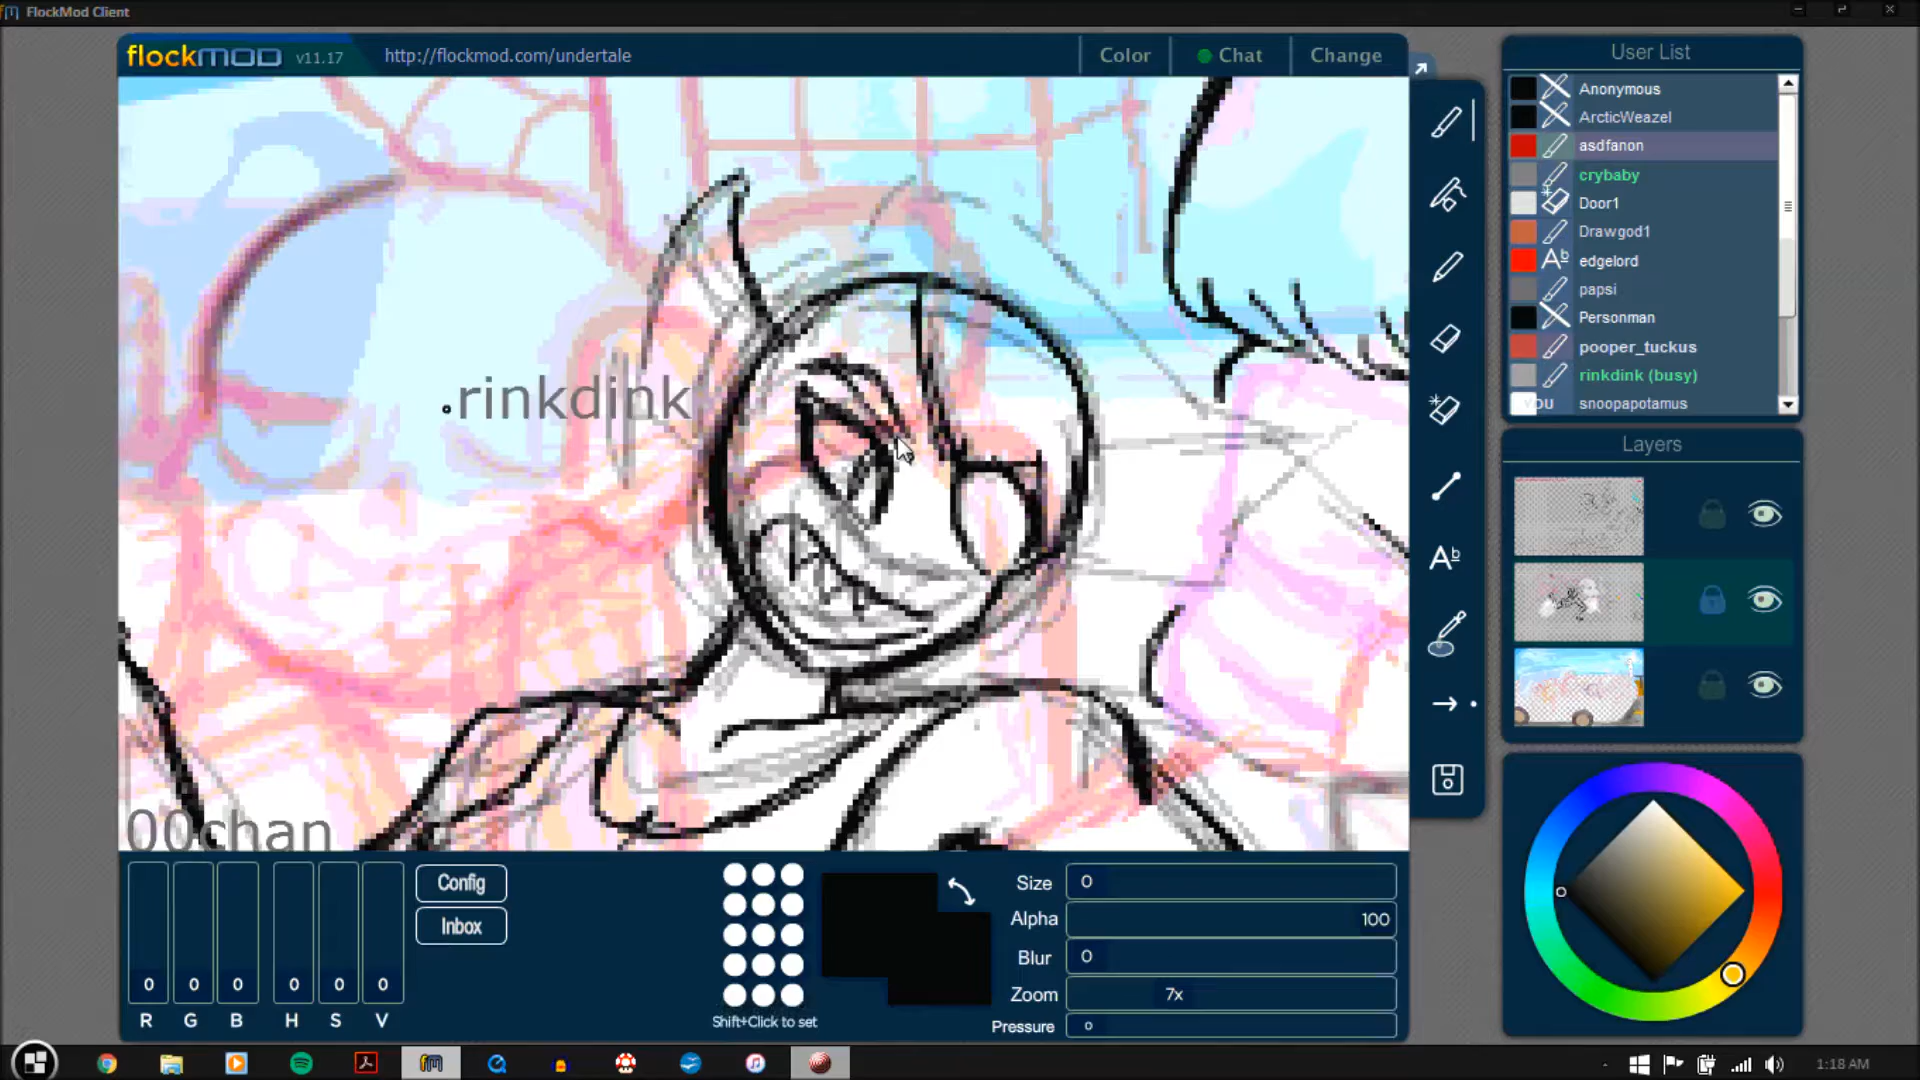 FlockMod Client
flockmod v11.17
http://flockmod.com/undertale
Color
Chat
Change
User List
Anonymous
ArcticWeazel
asdfanon
crybaby
Door1
Drawgod1
edgelord
papsi
Personman
pooper_tuckus
rinkdink (busy)
YOU snoopapotamus
Layers
rinkdink
00chan
Config
Inbox
0 0 0 0 0 0
R G B H S V
Shift+Click to set
Size 0
Alpha 100
Blur 0
Zoom 7x
Pressure 0
1:18 AM